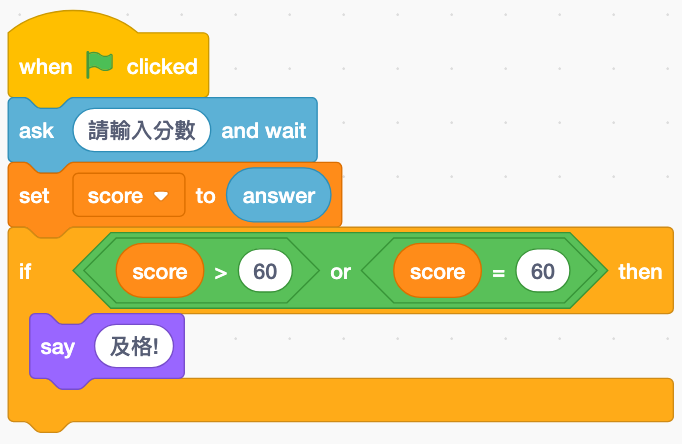 when clicked
ask 請輸入分數 and wait
set score to answer
if score > 60 or score = 60 then
say 及格!